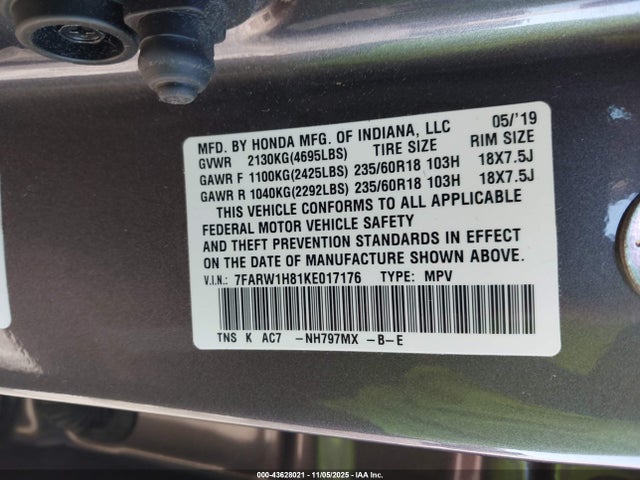 MFD. BY HONDA MFG. OF INDIANA, LLC 05/'19
GVWR 2130KG(4695LBS) TIRE SIZE RIM SIZE
GAWR F 1100KG(2425LBS) 235/60R18 103H 18X7.5J
GAWR R 1040KG(2292LBS) 235/60R18 103H 18X7.5J
THIS VEHICLE CONFORMS TO ALL APPLICABLE
FEDERAL MOTOR VEHICLE SAFETY
AND THEFT PREVENTION STANDARDS IN EFFECT
ON THE DATE OF MANUFACTURE SHOWN ABOVE.
V.I.N.: 7FARW1H81KE017176 TYPE: MPV
TNS K AC7 -NH797MX -B-E
000-43628021 - 11/05/2025 - © IAA Inc.